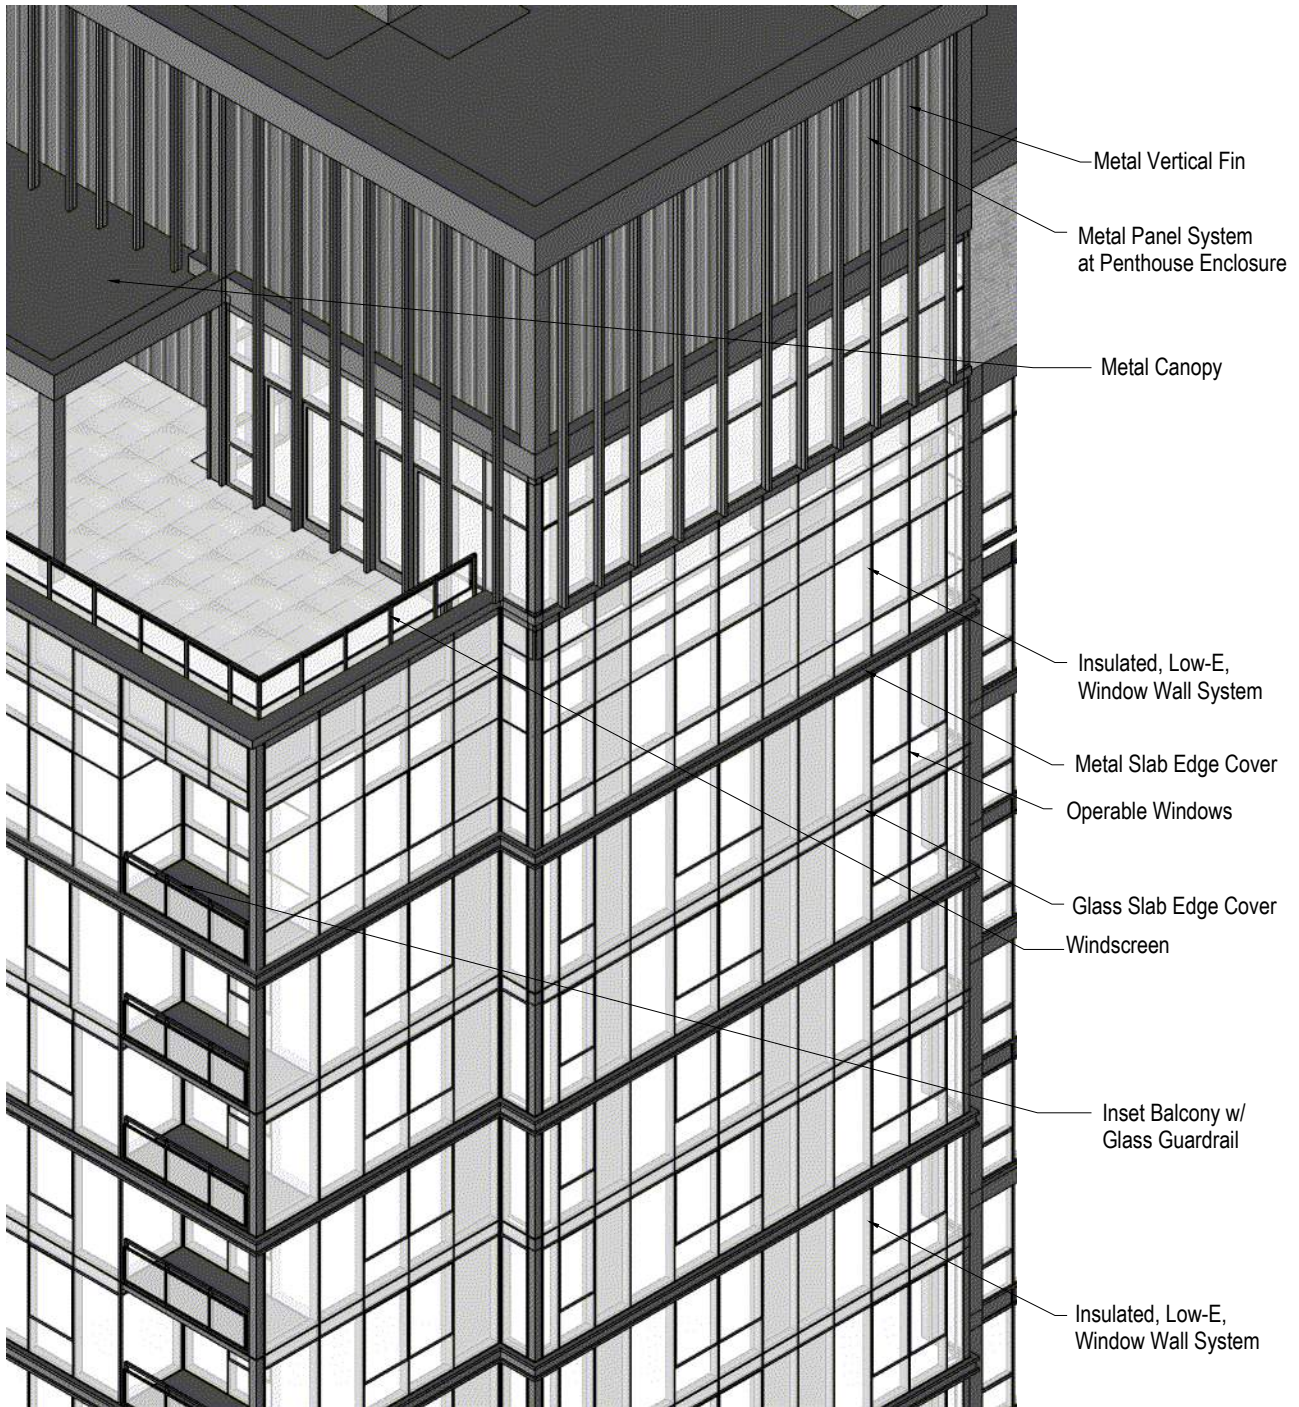 Metal Vertical Fin
Metal Panel System
at Penthouse Enclosure
Metal Canopy
Insulated, Low-E,
Window Wall System
Metal Slab Edge Cover
Operable Windows
Glass Slab Edge Cover
Windscreen
Inset Balcony w/
Glass Guardrail
Insulated, Low-E,
Window Wall System